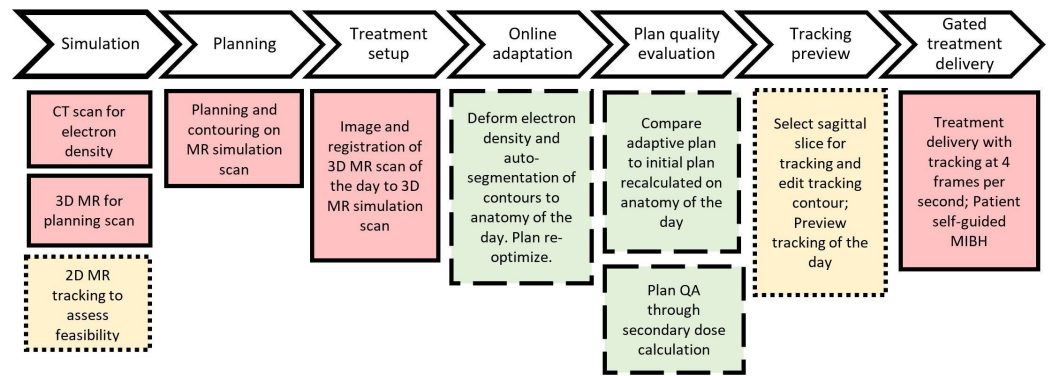 Simulation
Planning
Treatment
setup
Online
adaptation
Plan quality
evaluation
Tracking
preview
Gated
treatment
delivery
CT scan for
electron
density
3D MR for
planning scan
2D MR
tracking to
assess
feasibility
Planning and
contouring on
MR simulation
scan
Image and
registration of
3D MR scan of
the day to 3D
MR simulation
scan
Deform electron
density and
auto-
segmentation of
contours to
anatomy of the
day. Plan re-
optimize.
Compare
adaptive plan
to initial plan
recalculated on
anatomy of the
day
Plan QA
through
secondary dose
calculation
Select sagittal
slice for
tracking and
edit tracking
contour;
Preview
tracking of the
day
Treatment
delivery with
tracking at 4
frames per
second; Patient
self-guided
MIBH